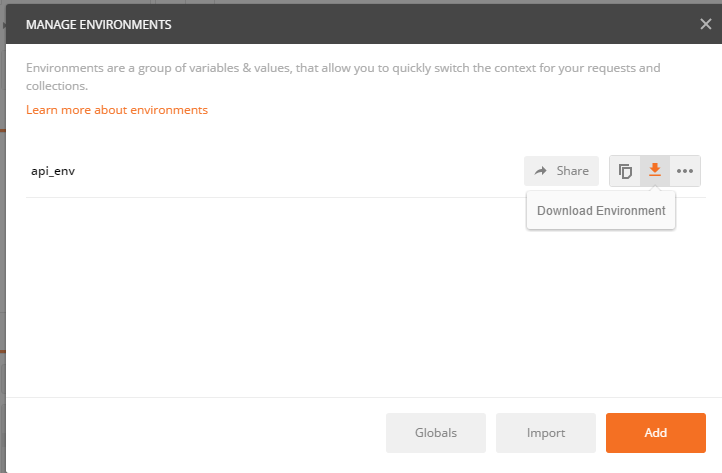 MANAGE ENVIRONMENTS
Environments are a group of variables & values, that allow you to quickly switch the context for your requests and
collections.
Learn more about environments
api_env
Share
Download Environment
Globals
Import
Add